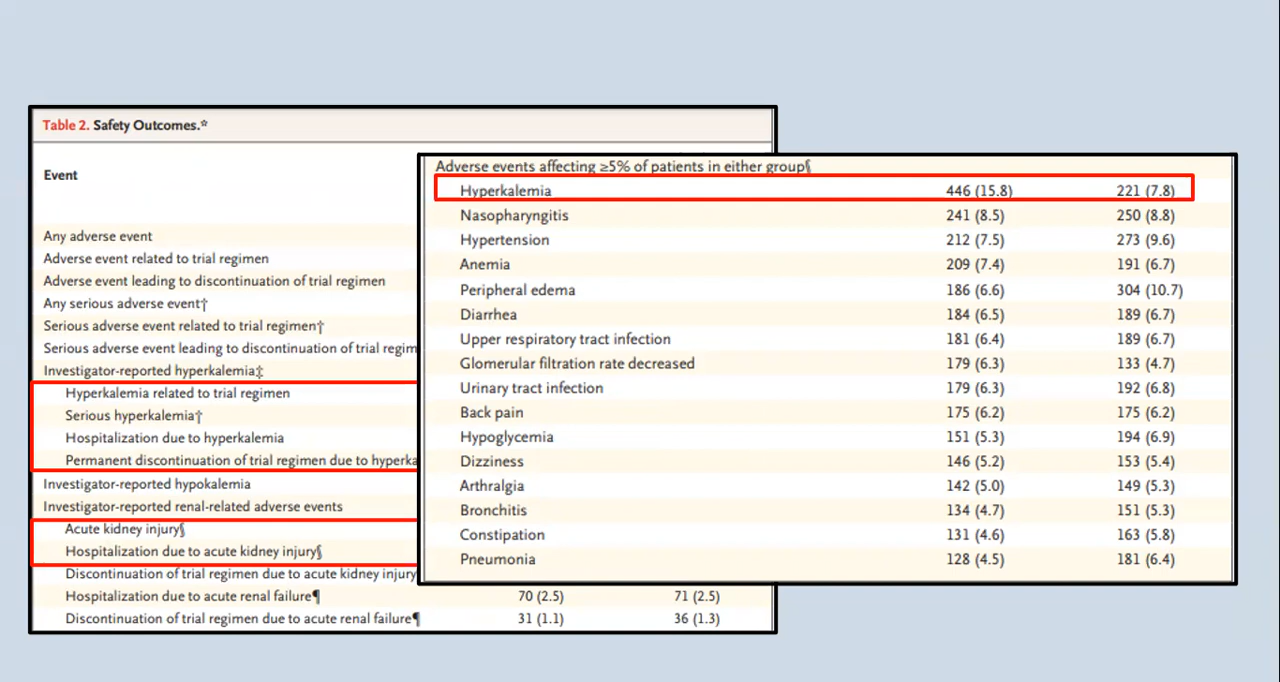 Table 2. Safety Outcomes.*
Event
Any adverse event
Adverse event related to trial regimen
Adverse event leading to discontinuation of trial regimen
Any serious adverse event†
Serious adverse event related to trial regimen†
Serious adverse event leading to discontinuation of trial
Investigator-reported hyperkalemia‡
Hyperkalemia related to trial regimen
Serious hyperkalemia†
Hospitalization due to hyperkalemia
Permanent discontinuation of trial regimen due to
Investigator-reported hypokalemia
Investigator-reported renal-related adverse events
Acute kidney injury§
Hospitalization due to acute kidney injury§
Discontinuation of trial regimen due to acute kidney injury
Hospitalization due to acute renal failure¶ 70 (2.5) 71 (2.5)
Discontinuation of trial regimen due to acute renal failure¶ 31 (1.1) 36 (1.3)
Adverse events affecting ≥5% of patients in either group§
Hyperkalemia 446 (15.8) 221 (7.8)
Nasopharyngitis 241 (8.5) 250 (8.8)
Hypertension 212 (7.5) 273 (9.6)
Anemia 209 (7.4) 191 (6.7)
Peripheral edema 186 (6.6) 304 (10.7)
Diarrhea 184 (6.5) 189 (6.7)
Upper respiratory tract infection 181 (6.4) 189 (6.7)
Glomerular filtration rate decreased 179 (6.3) 133 (4.7)
Urinary tract infection 179 (6.3) 192 (6.8)
Back pain 175 (6.2) 175 (6.2)
Hypoglycemia 151 (5.3) 194 (6.9)
Dizziness 146 (5.2) 153 (5.4)
Arthralgia 142 (5.0) 149 (5.3)
Bronchitis 134 (4.7) 151 (5.3)
Constipation 131 (4.6) 163 (5.8)
Pneumonia 128 (4.5) 181 (6.4)